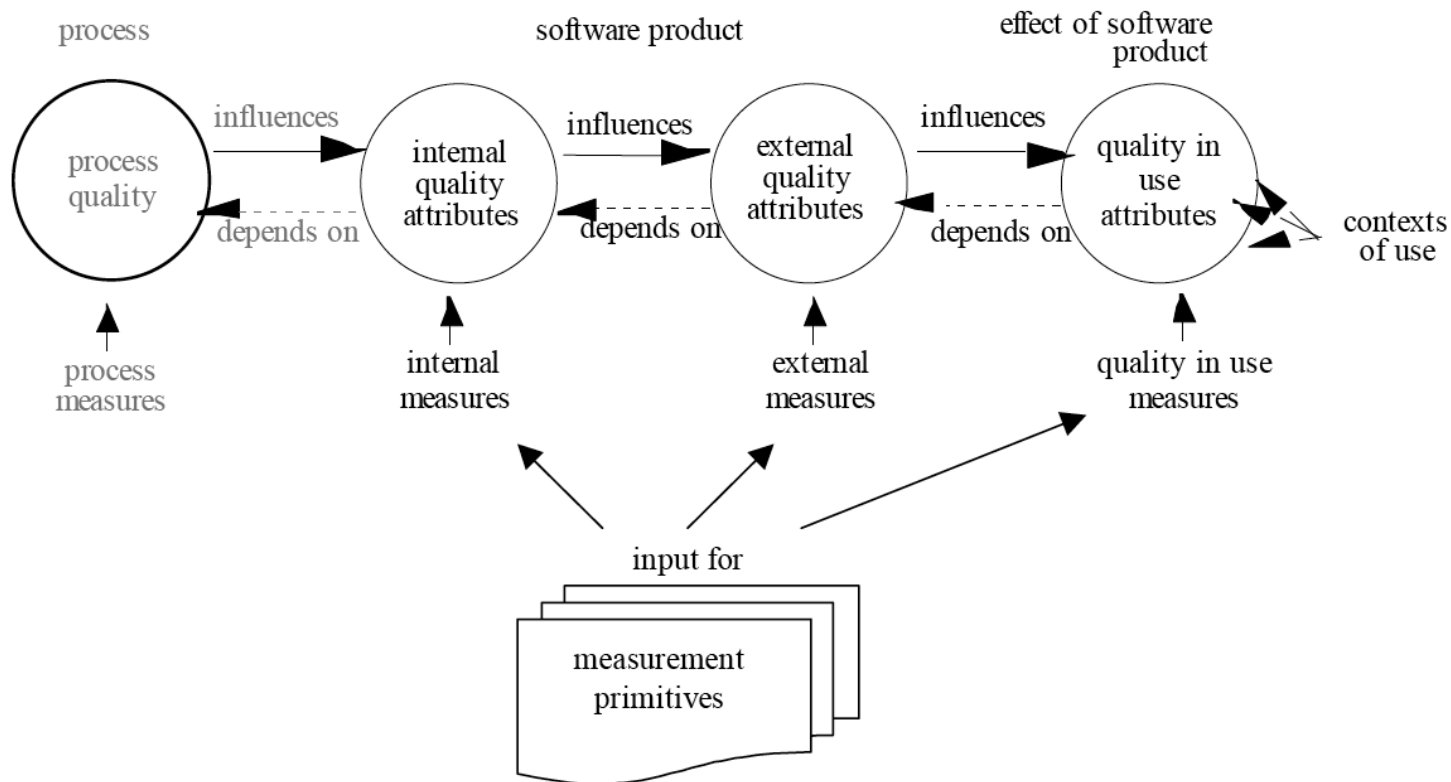 process
software product
effect of software
product
influences
influences
influences
process
quality
internal
quality
attributes
external
quality
attributes
quality in
use
attributes
depends on
depends on
depends on
contexts
of use
process
measures
internal
measures
external
measures
quality in use
measures
input for
measurement
primitives